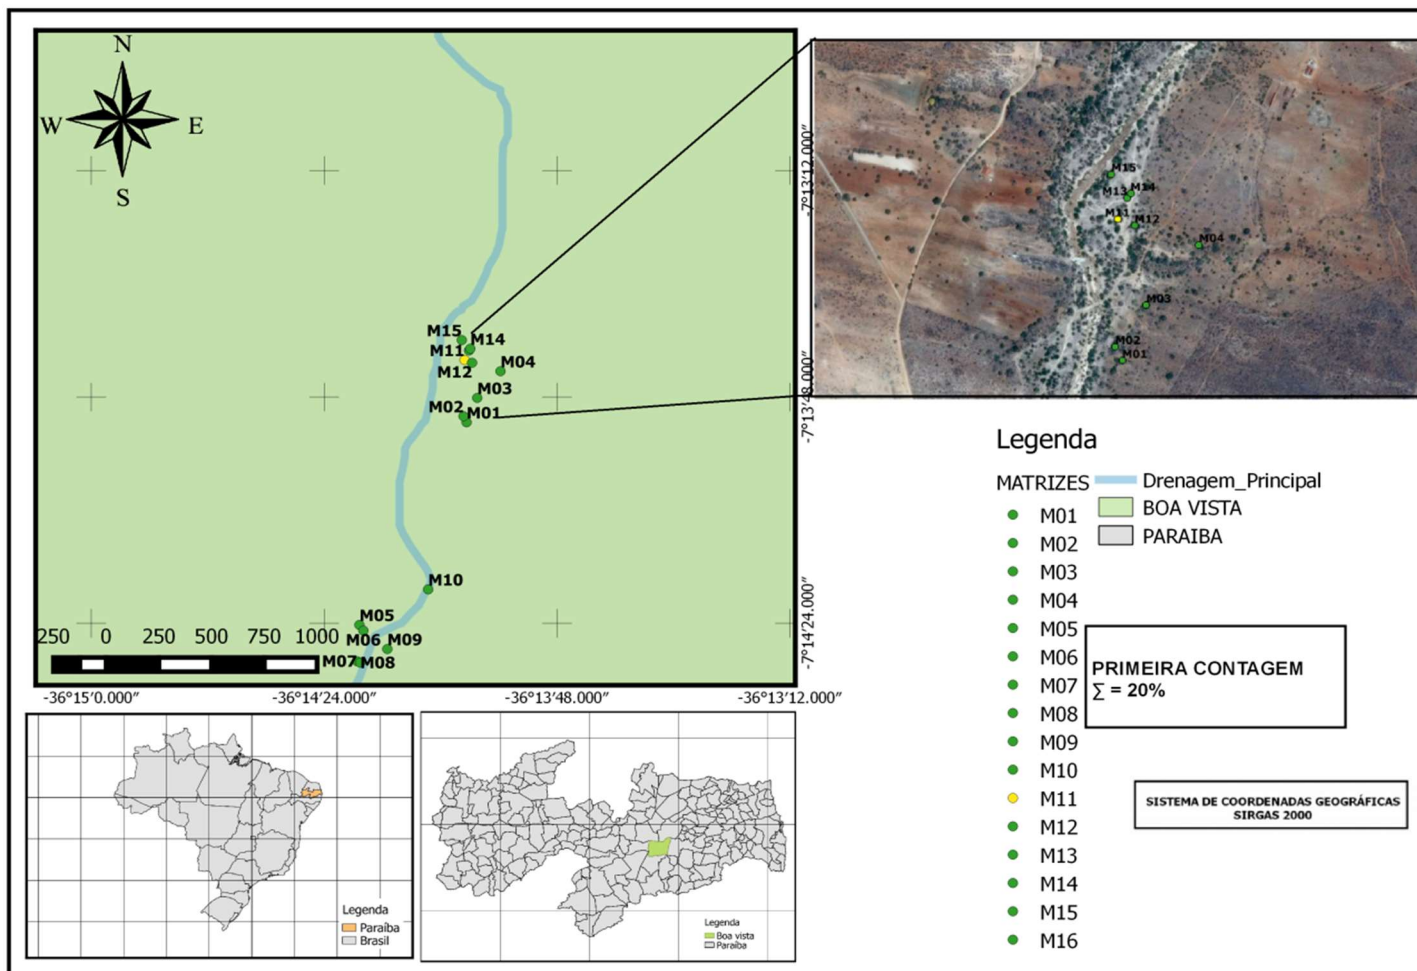 N
W
E
S
M15
M14
M11
M12
M04
M03
M02
M01
M10
M05
M06
M09
M07
M08
250 0 250 500 750 1000
-36°15′0.000″
-36°14′24.000″
-36°13′48.000″
-36°13′12.000″
-7°13′12.000″
-7°13′48.000″
-7°14′24.000″
M15
M14
M13
M11
M12
M04
M03
M02
M01
Legenda
MATRIZES
M01
M02
M03
M04
M05
M06
M07
M08
M09
M10
M11
M12
M13
M14
M15
M16
Drenagem_Principal
BOA VISTA
PARAIBA
PRIMEIRA CONTAGEM
∑ = 20%
SISTEMA DE COORDENADAS GEOGRÁFICAS
SIRGAS 2000
Legenda
Paraíba
Brasil
Legenda
Boa vista
Paraíba